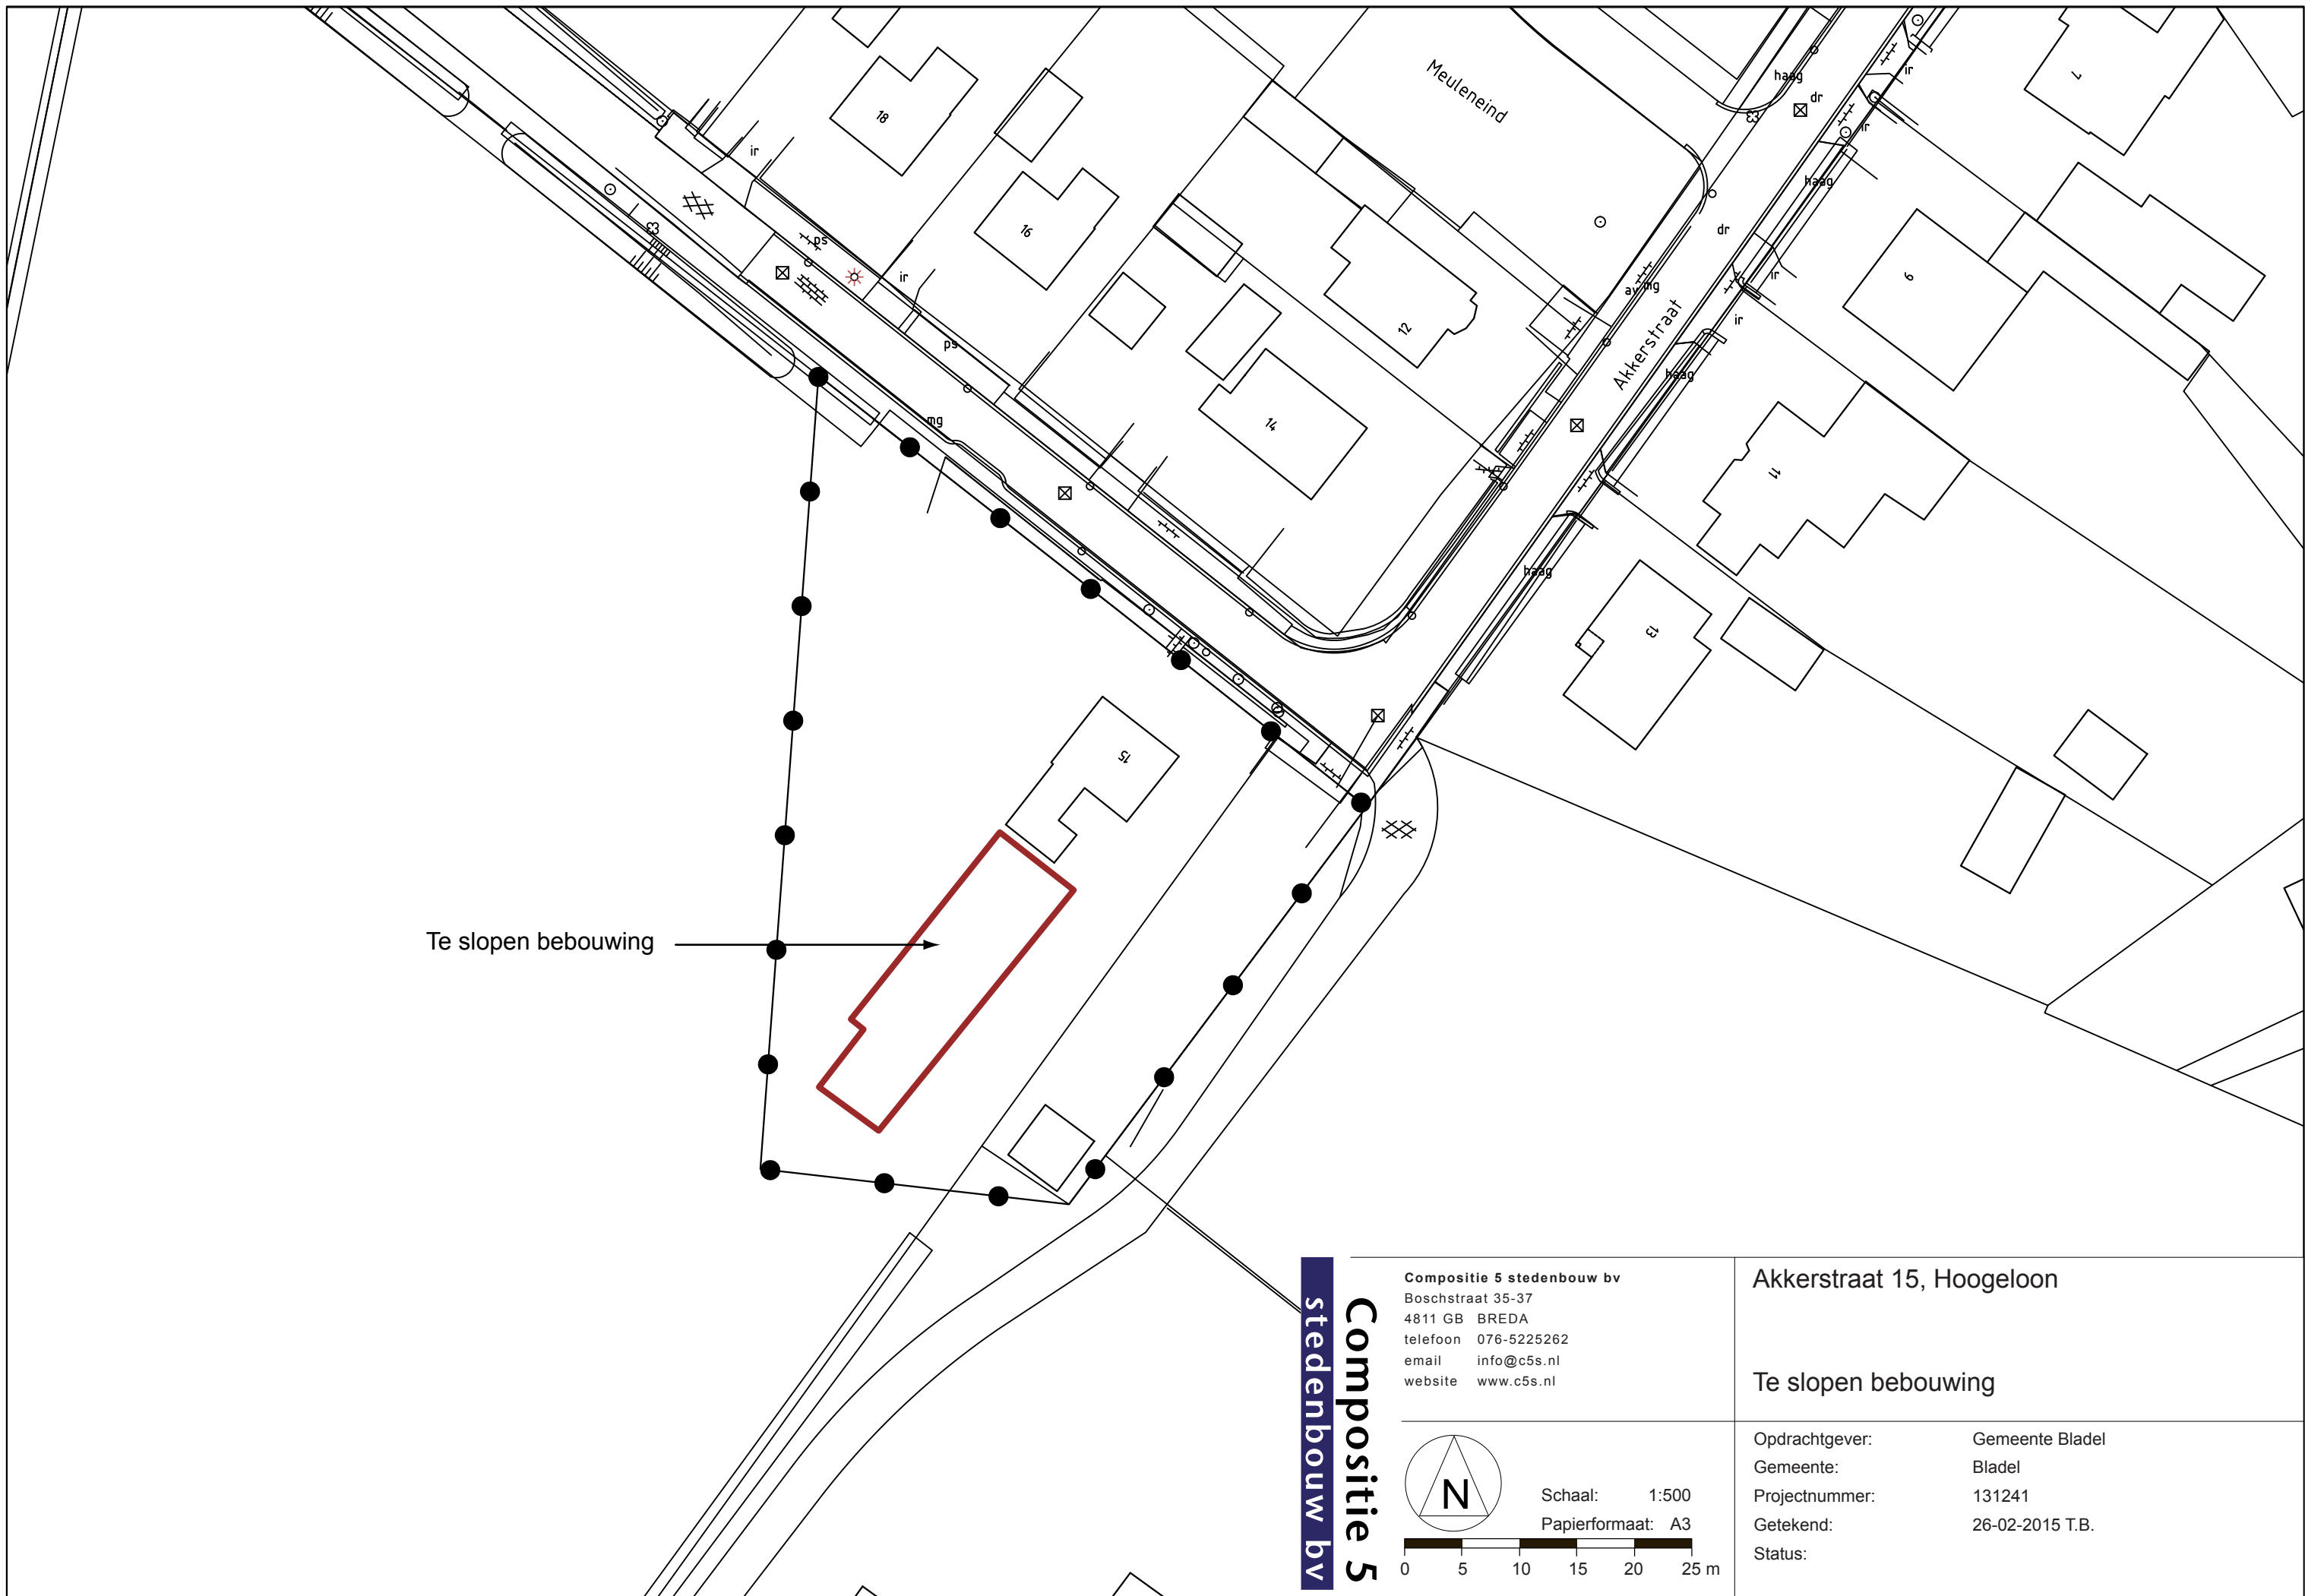 Meuleneind
haag
ir
dr
7
18
ir
ir
haag
16
ps
dr
6
ir
ir
av
mg
12
Akkerstraat
ir
ps
haag
mg
14
11
haag
13
15
Te slopen bebouwing
Compositie 5
stedenbouw bv
Compositie 5 stedenbouw bv
Boschstraat 35-37
4811 GB BREDA
telefoon 076-5225262
email info@c5s.nl
website www.c5s.nl
Akkerstraat 15, Hoogeloon
Te slopen bebouwing
N
Schaal: 1:500
Papierformaat: A3
0 5 10 15 20 25 m
Opdrachtgever: Gemeente Bladel
Gemeente: Bladel
Projectnummer: 131241
Getekend: 26-02-2015 T.B.
Status: